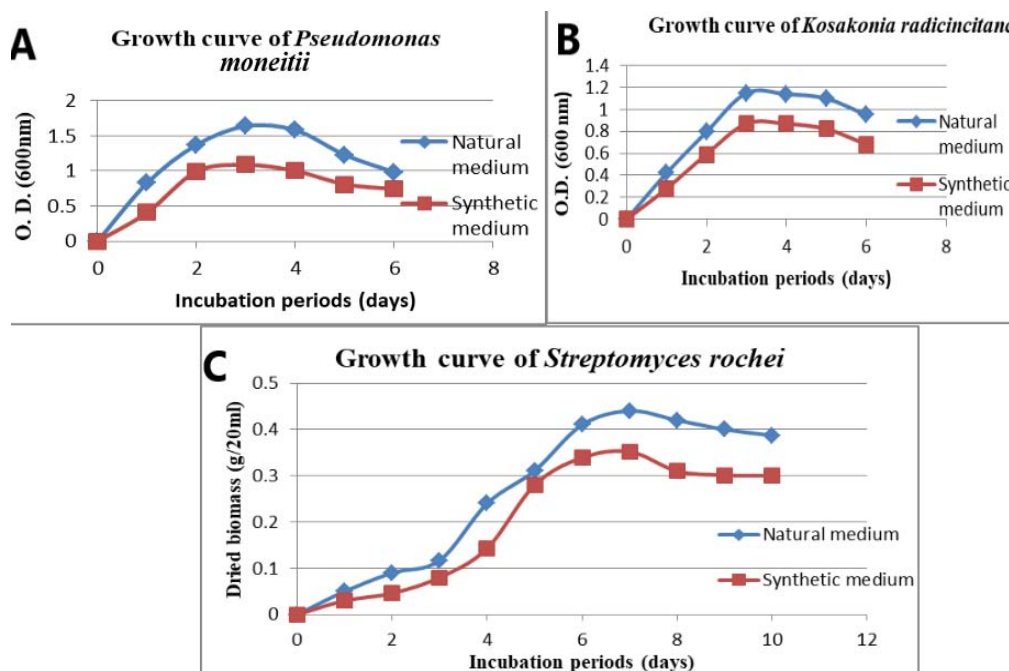 A
Growth curve of Pseudomonas
moneitii
O. D. (600nm)
2
1.5
1
0.5
0
0 2 4 6 8
Incubation periods (days)
Natural
medium
Synthetic
medium
B
Growth curve of Kosakonia radicincitanc
O.D. (600 nm)
1.4
1.2
1
0.8
0.6
0.4
0.2
0
0 2 4 6 8
Incubation periods (days)
Natural
medium
Synthetic
medium
C
Growth curve of Streptomyces rochei
Dried biomass (g/20ml)
0.5
0.4
0.3
0.2
0.1
0
0 2 4 6 8 10 12
Incubation periods (days)
Natural medium
Synthetic medium